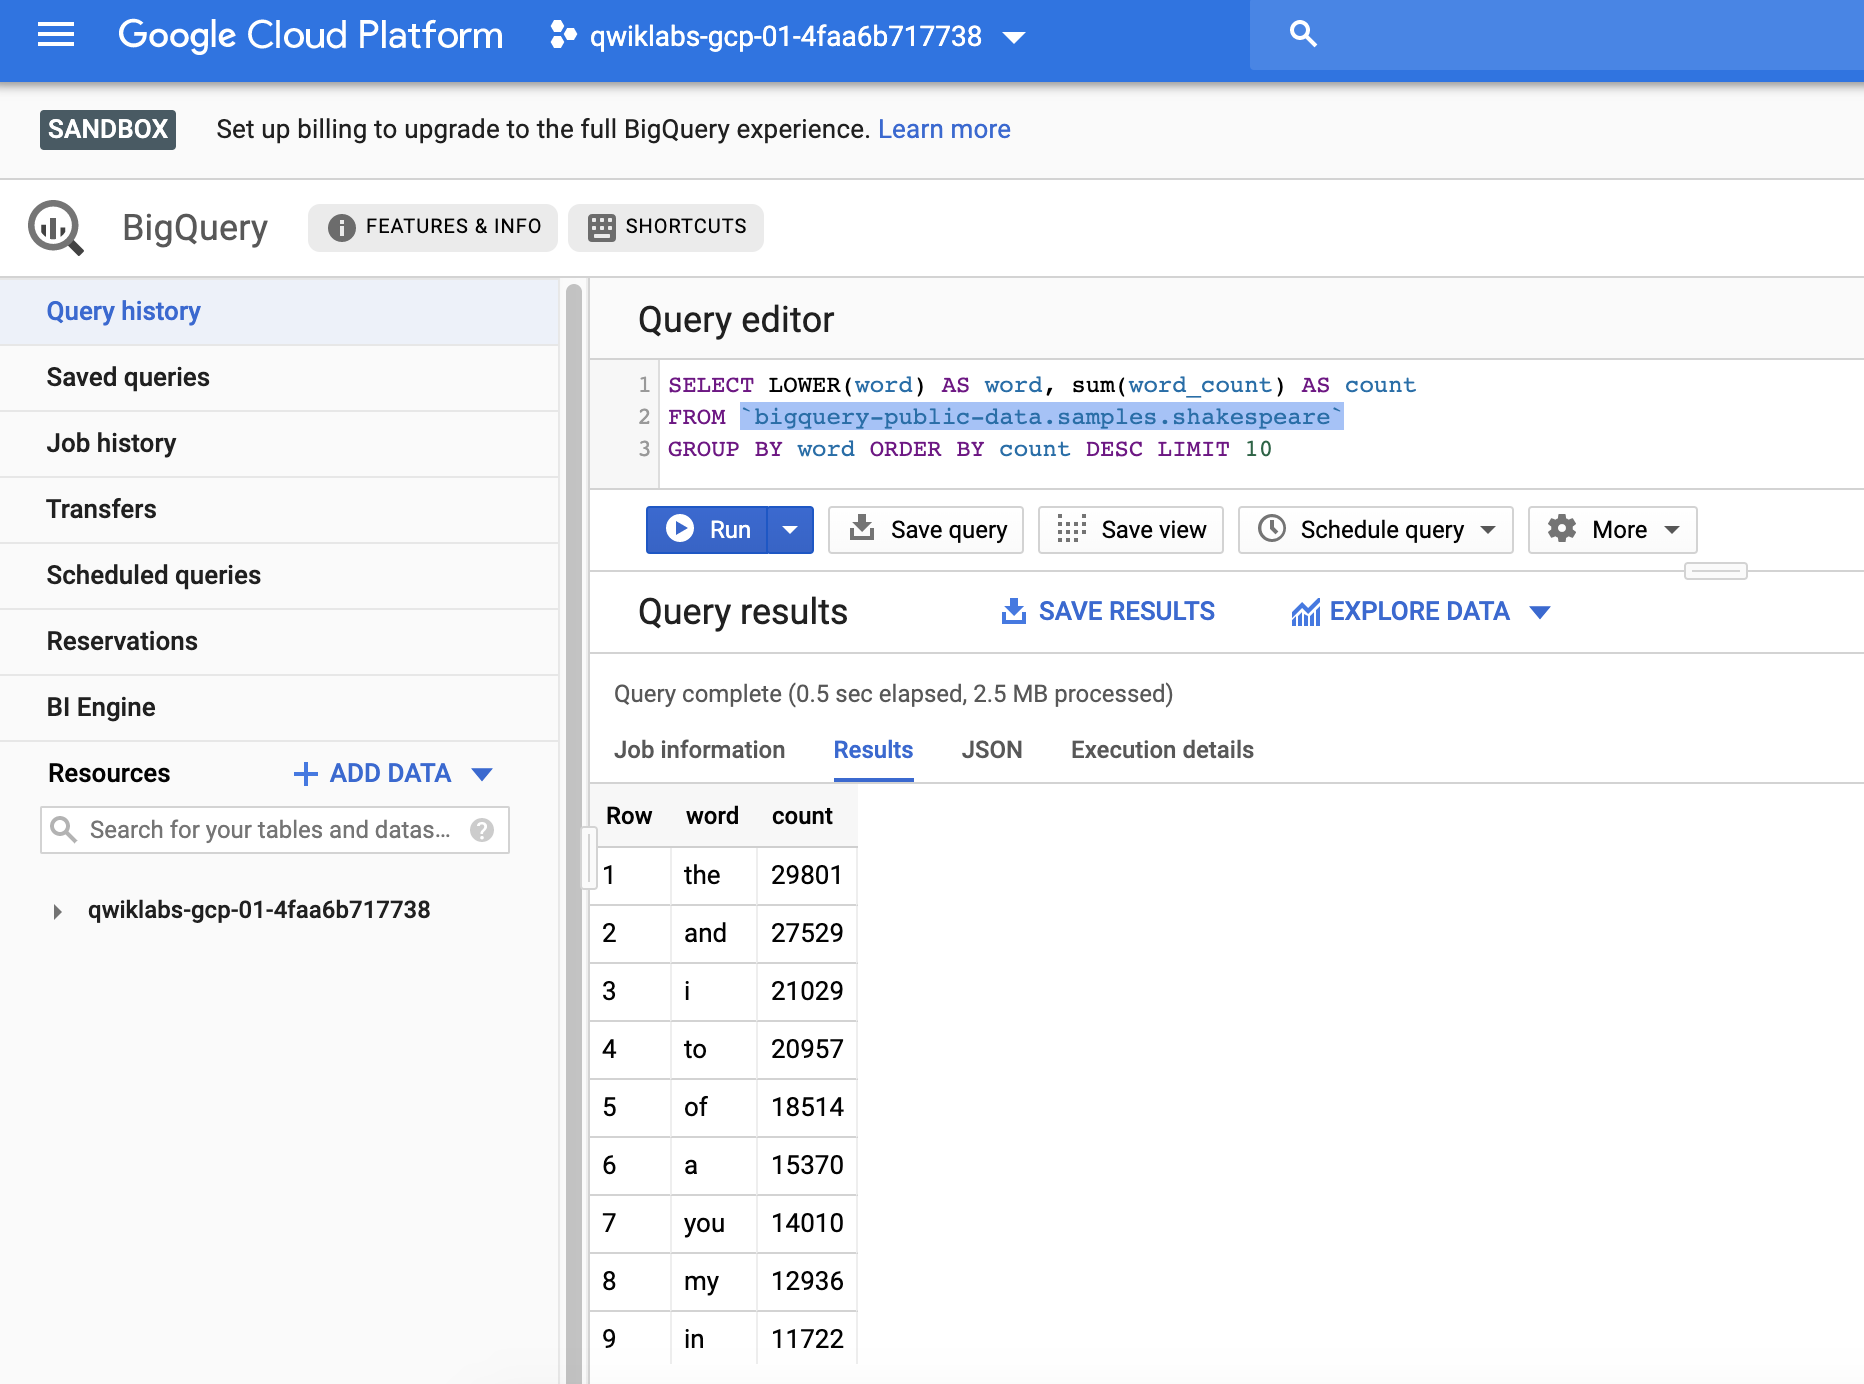 Google Cloud Platform
qwiklabs-gcp-01-4faa6b717738
SANDBOX
Set up billing to upgrade to the full BigQuery experience. Learn more
BigQuery
FEATURES & INFO
SHORTCUTS
Query history
Saved queries
Job history
Transfers
Scheduled queries
Reservations
BI Engine
Resources
ADD DATA
Search for your tables and datas...
?
qwiklabs-gcp-01-4faa6b717738
Query editor
1 SELECT LOWER(word) AS word, sum(word_count) AS count
2 FROM `bigquery-public-data.samples.shakespeare`
3 GROUP BY word ORDER BY count DESC LIMIT 10
Run
Save query
Save view
Schedule query
More
Query results
SAVE RESULTS
EXPLORE DATA
Query complete (0.5 sec elapsed, 2.5 MB processed)
Job information Results JSON Execution details
Row word count
1 the 29801
2 and 27529
3 i 21029
4 to 20957
5 of 18514
6 a 15370
7 you 14010
8 my 12936
9 in 11722